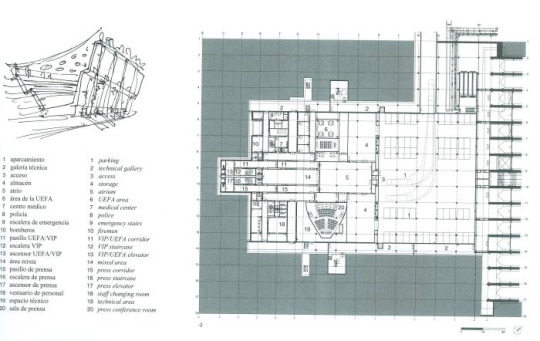 1 aparcamiento
2 galería técnica
3 acceso
4 almacén
5 atrio
6 área de la UEFA
7 centro médico
8 policía
9 escalera de emergencia
10 bomberos
11 pasillo UEFA/VIP
12 escalera VIP
13 ascensor UEFA/VIP
14 área mixta
15 pasillo de prensa
16 escalera de prensa
17 ascensor de prensa
18 vestuario de personal
19 espacio técnico
20 sala de prensa
1 parking
2 technical gallery
3 access
4 storage
5 atrium
6 UEFA area
7 medical center
8 police
9 emergency stairs
10 firemen
11 VIP/UEFA corridor
12 VIP staircase
13 VIP/UEFA elevator
14 mixed area
15 press corridor
16 press staircase
17 press elevator
18 staff changing room
19 technical area
20 press conference room
2
2
6
10
11
11
13
12
14
5
3
1
1
15
15
18
19
20
2
2
-2